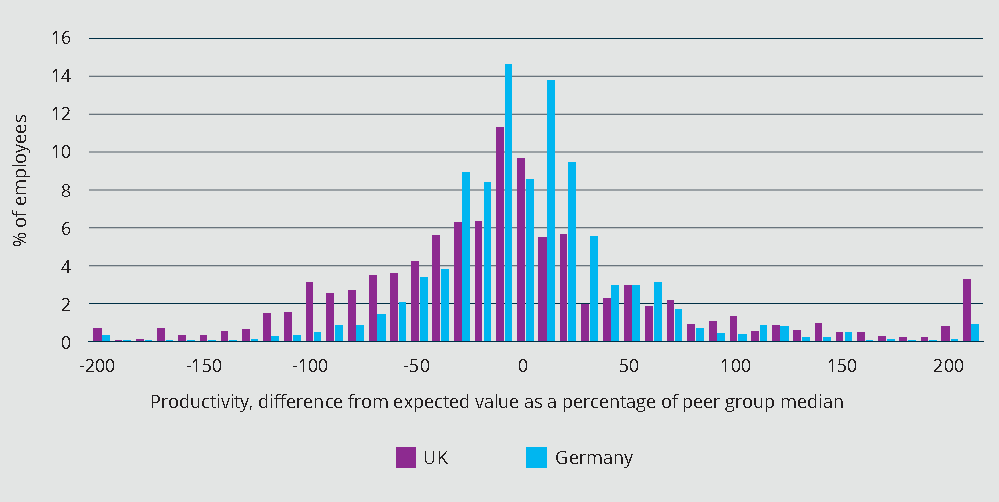 % of employees
16
14
12
10
8
6
4
2
0
-200 -150 -100 -50 0 50 100 150 200
Productivity, difference from expected value as a percentage of peer group median
UK Germany